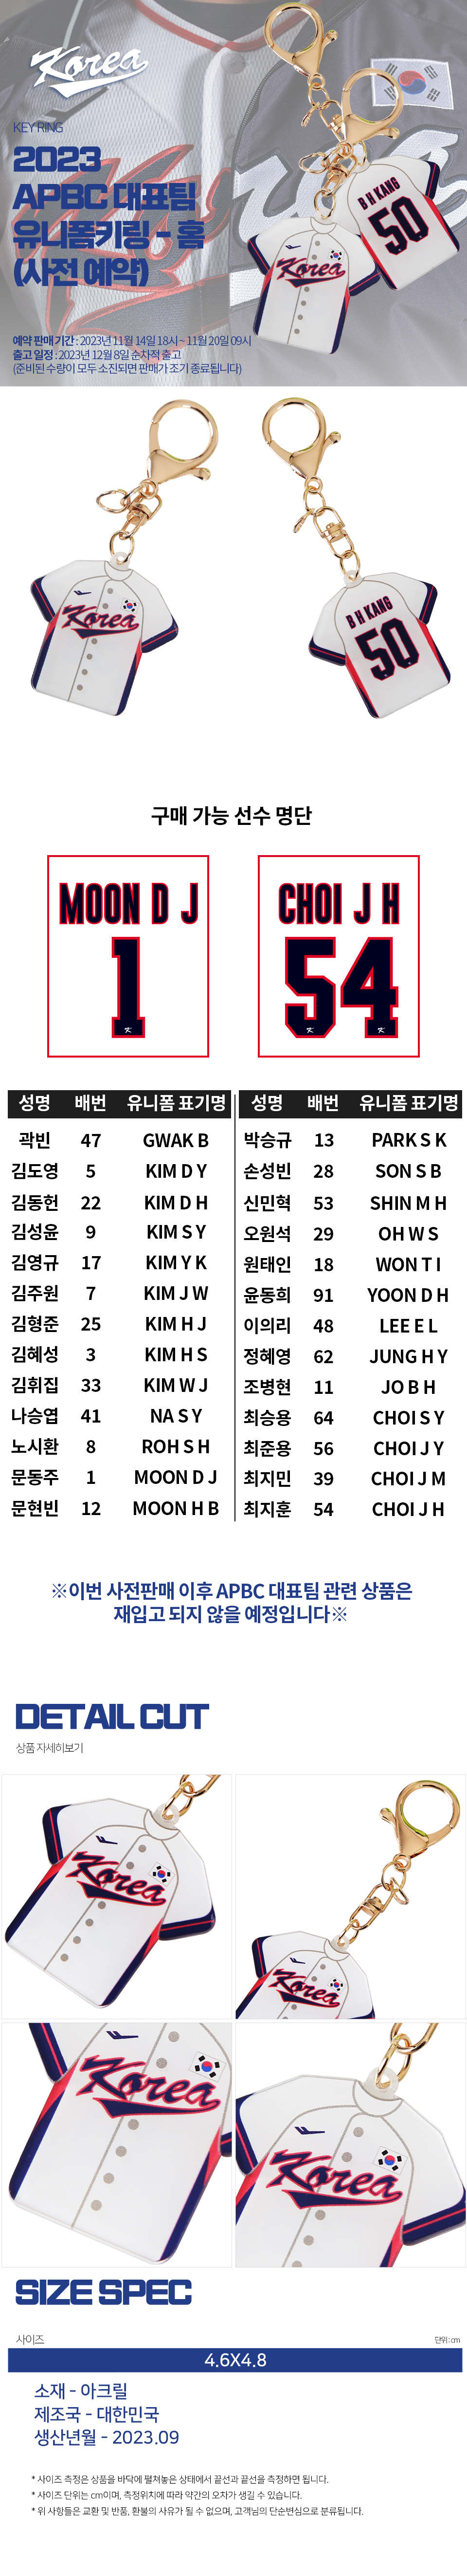 Korea
KEY RING
2023
APBC 대표팀
유니폼키링 - 홈
(사전 예약)
B H KANG
50
Korea
예약 판매 기간 : 2023년 11월 14일 18시 ~ 11월 20일 09시
출고 일정 : 2023년 12월 8일 순차적 출고
(준비된 수량이 모두 소진되면 판매가 조기 종료됩니다)
Korea
B H KANG
50
구매 가능 선수 명단
MOON D J
1
CHOI J H
54
성명 배번 유니폼 표기명 성명 배번 유니폼 표기명
곽빈 47 GWAK B 박승규 13 PARK S K
김도영 5 KIM D Y 손성빈 28 SON S B
김동헌 22 KIM D H 신민혁 53 SHIN M H
김성윤 9 KIM S Y 오원석 29 OH W S
김영규 17 KIM Y K 원태인 18 WON T I
김주원 7 KIM J W 윤동희 91 YOON D H
김형준 25 KIM H J 이의리 48 LEE E L
김혜성 3 KIM H S 정혜영 62 JUNG H Y
김휘집 33 KIM W J 조병현 11 JO B H
나승엽 41 NA S Y 최승용 64 CHOI S Y
노시환 8 ROH S H 최준용 56 CHOI J Y
문동주 1 MOON D J 최지민 39 CHOI J M
문현빈 12 MOON H B 최지훈 54 CHOI J H
※이번 사전판매 이후 APBC 대표팀 관련 상품은
재입고 되지 않을 예정입니다※
DETAIL CUT
상품 자세히보기
Korea
Korea
Korea
Korea
SIZE SPEC
사이즈 단위 : cm
4.6X4.8
소재 - 아크릴
제조국 - 대한민국
생산년월 - 2023.09
* 사이즈 측정은 상품을 바닥에 펼쳐놓은 상태에서 끝선과 끝선을 측정하면 됩니다.
* 사이즈 단위는 cm이며, 측정위치에 따라 약간의 오차가 생길 수 있습니다.
* 위 사항들은 교환 및 반품, 환불의 사유가 될 수 없으며, 고객님의 단순변심으로 분류됩니다.